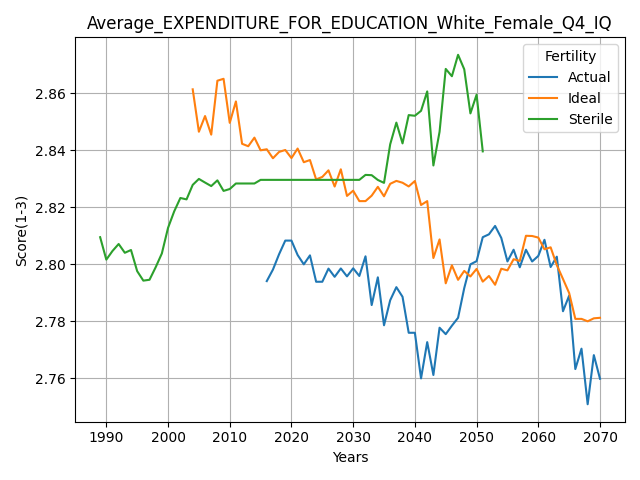 Average_EXPENDITURE_FOR_EDUCATION_White_Female_Q4_IQ
Fertility
Actual
Ideal
Sterile
Score(1-3)
2.86
2.84
2.82
2.80
2.78
2.76
1990 2000 2010 2020 2030 2040 2050 2060 2070
Years